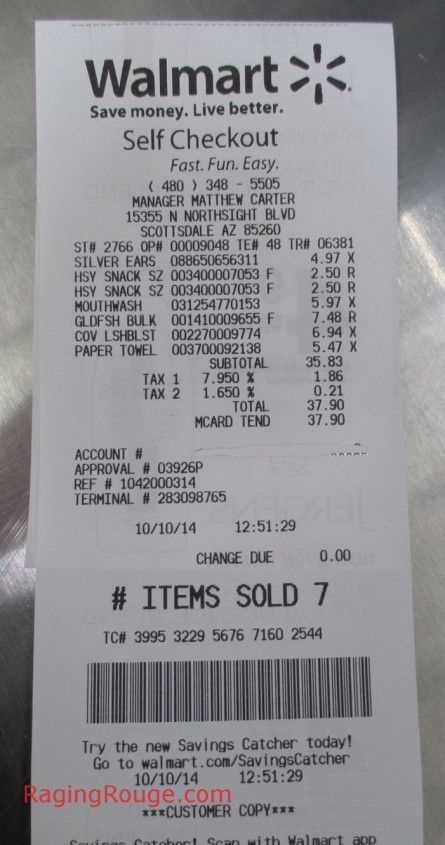 Walmart
Save money. Live better.
Self Checkout
Fast. Fun. Easy.
( 480 ) 348 - 5505
MANAGER MATTHEW CARTER
15355 N NORTHSIGHT BLVD
SCOTTSDALE AZ 85260
ST# 2766 OP# 00009048 TE# 48 TR# 06381
SILVER EARS 088650656311 4.97 X
HSY SNACK SZ 003400007053 F 2.50 R
HSY SNACK SZ 003400007053 F 2.50 R
MOUTHWASH 031254770153 5.97 X
GLDFSH BULK 001410009655 F 7.48 R
COV LSHBLST 002270009774 6.94 X
PAPER TOWEL 003700092138 5.47 X
SUBTOTAL 35.83
TAX 1 7.950 % 1.86
TAX 2 1.650 % 0.21
TOTAL 37.90
MCARD TEND 37.90
ACCOUNT #
APPROVAL # 03926P
REF # 1042000314
TERMINAL # 283098765
10/10/14 12:51:29
CHANGE DUE 0.00
# ITEMS SOLD 7
TC# 3995 3229 5676 7160 2544
Try the new Savings Catcher today!
Go to walmart.com/SavingsCatcher
10/10/14 12:51:29
RagingRouge.com
***CUSTOMER COPY***
Savings Catcher! Scan with Walmart app